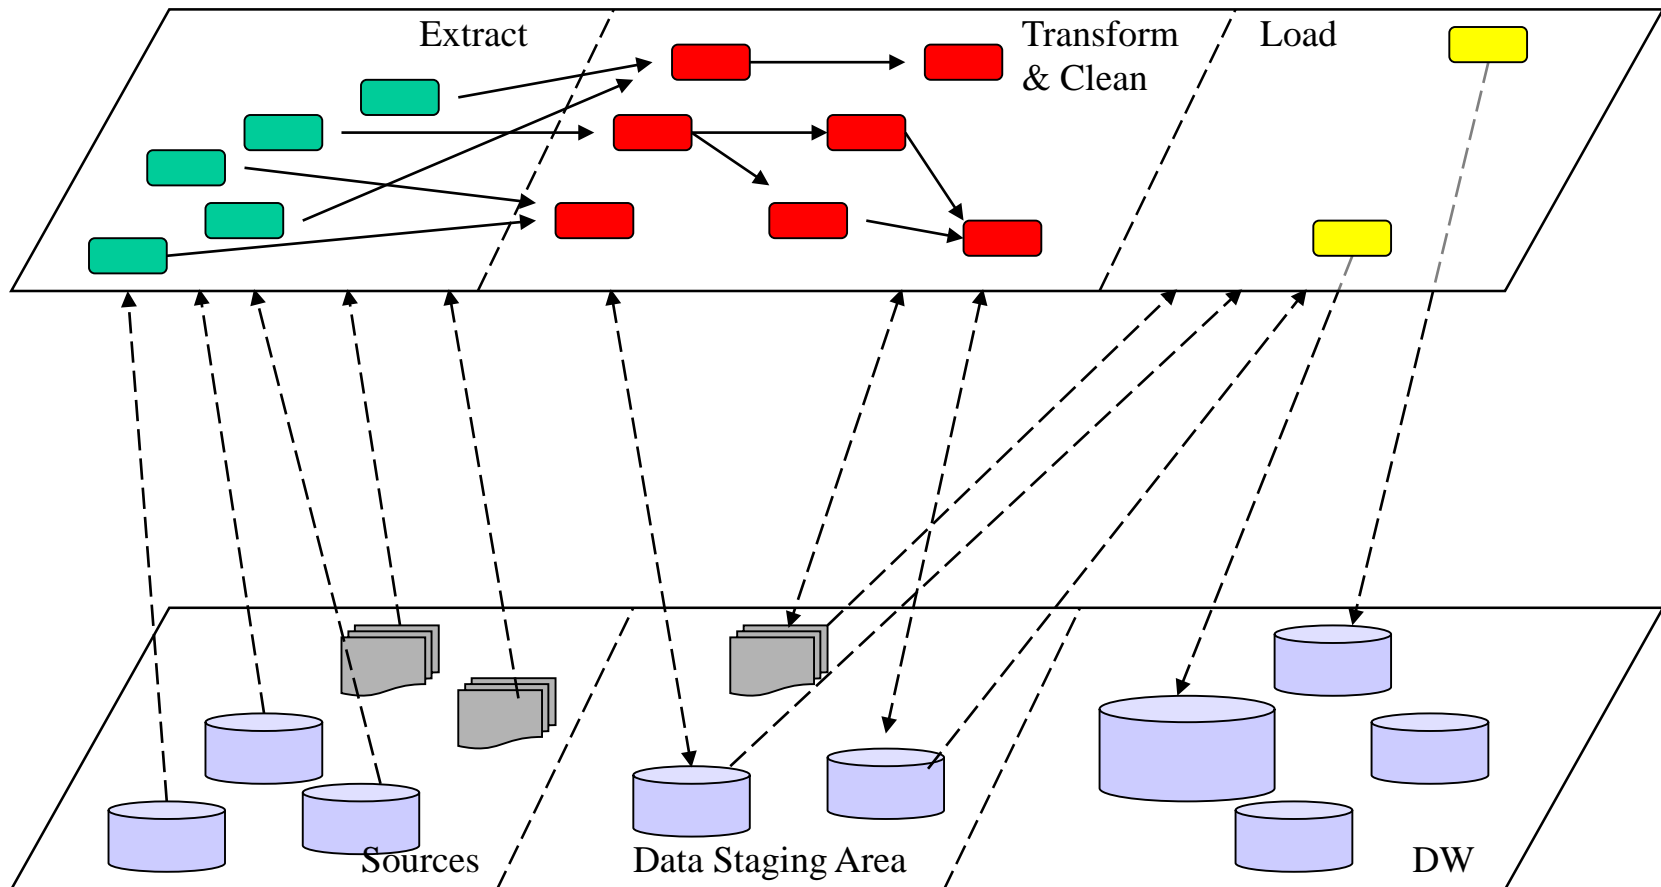 Extract
Transform
& Clean
Load
Sources
Data Staging Area
DW